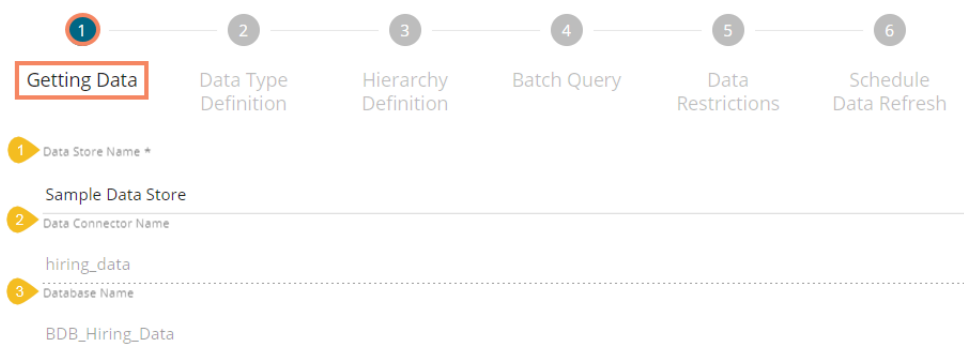 1 2 3 4 5 6
Getting Data Data Type Hierarchy Batch Query Data Schedule
Definition Definition Restrictions Data Refresh
1 Data Store Name *
Sample Data Store
2 Data Connector Name
hiring_data
3 Database Name
BDB_Hiring_Data